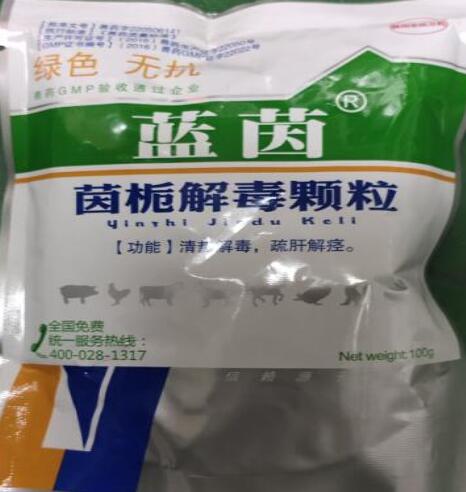 绿色 无抗
兽药GMP验收通过企业
蓝茵®
茵栀解毒颗粒
Yinzhi Jiedu Keli
【功能】清热解毒，疏肝解痉。
全国免费
统一服务热线：
400-028-1317
Net weight:100g